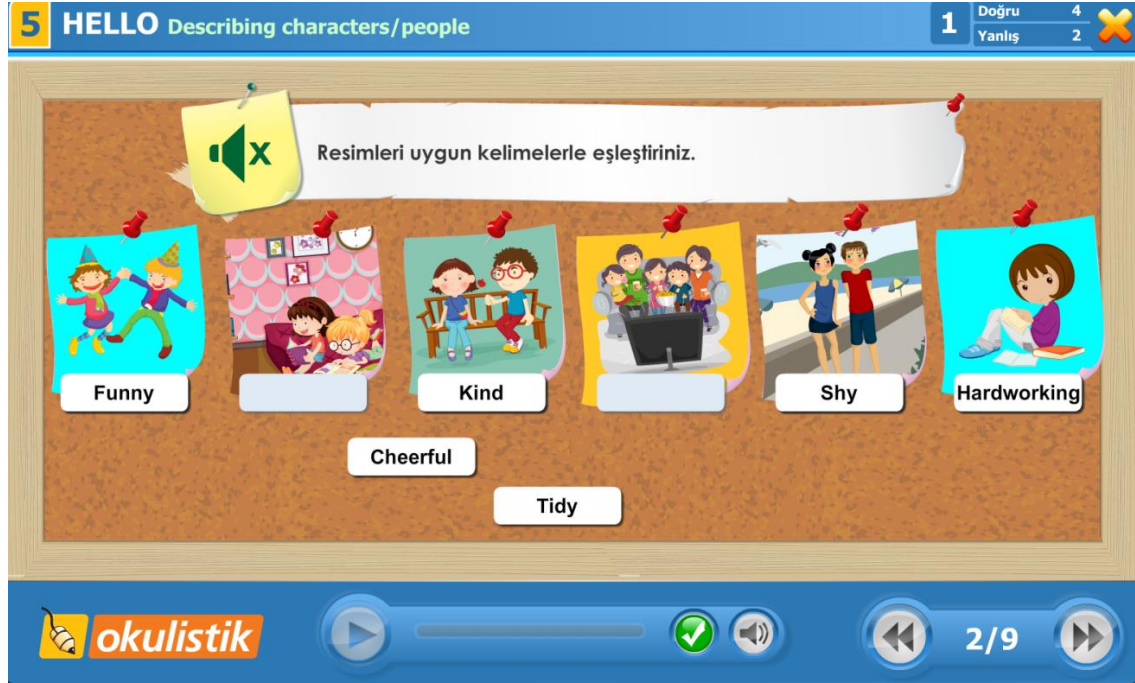 5 HELLO Describing characters/people
1
Doğru 4
Yanlış 2
Resimleri uygun kelimelerle eşleştiriniz.
Funny
Kind
Shy
Hardworking
Cheerful
Tidy
okulistik
2/9